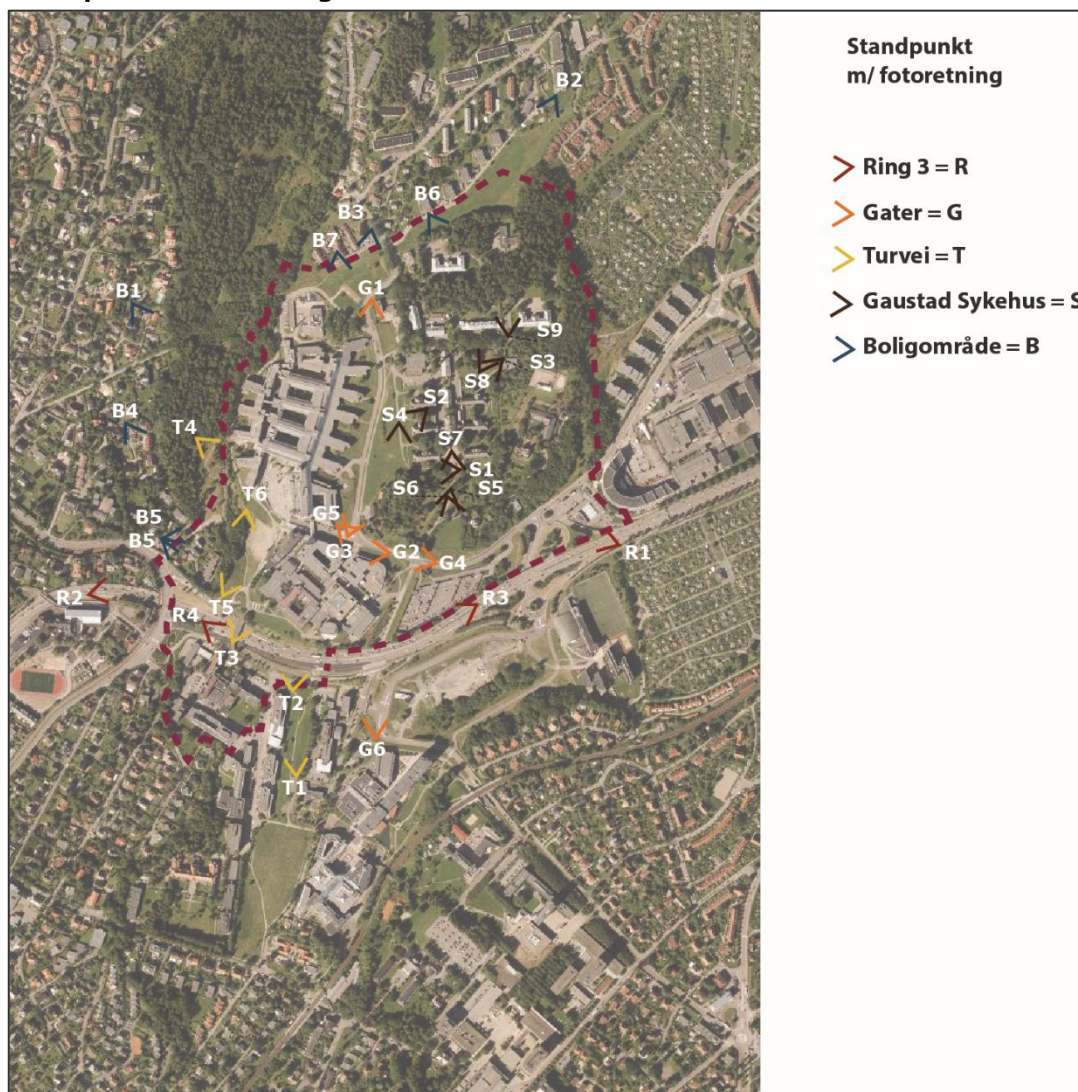 Standpunkt
m/ fotoretning
Ring 3 = R
Gater = G
Turvei = T
Gaustad Sykehus = S
Boligområde = B
B2
B6
B3
B7
B1
G1
S9
S3
S8
S2
S4
B4
T4
S7
S1
S6
S5
T6
G5
B5
B5
G3
G2
G4
R1
R2
T5
R3
R4
T3
T2
G6
T1